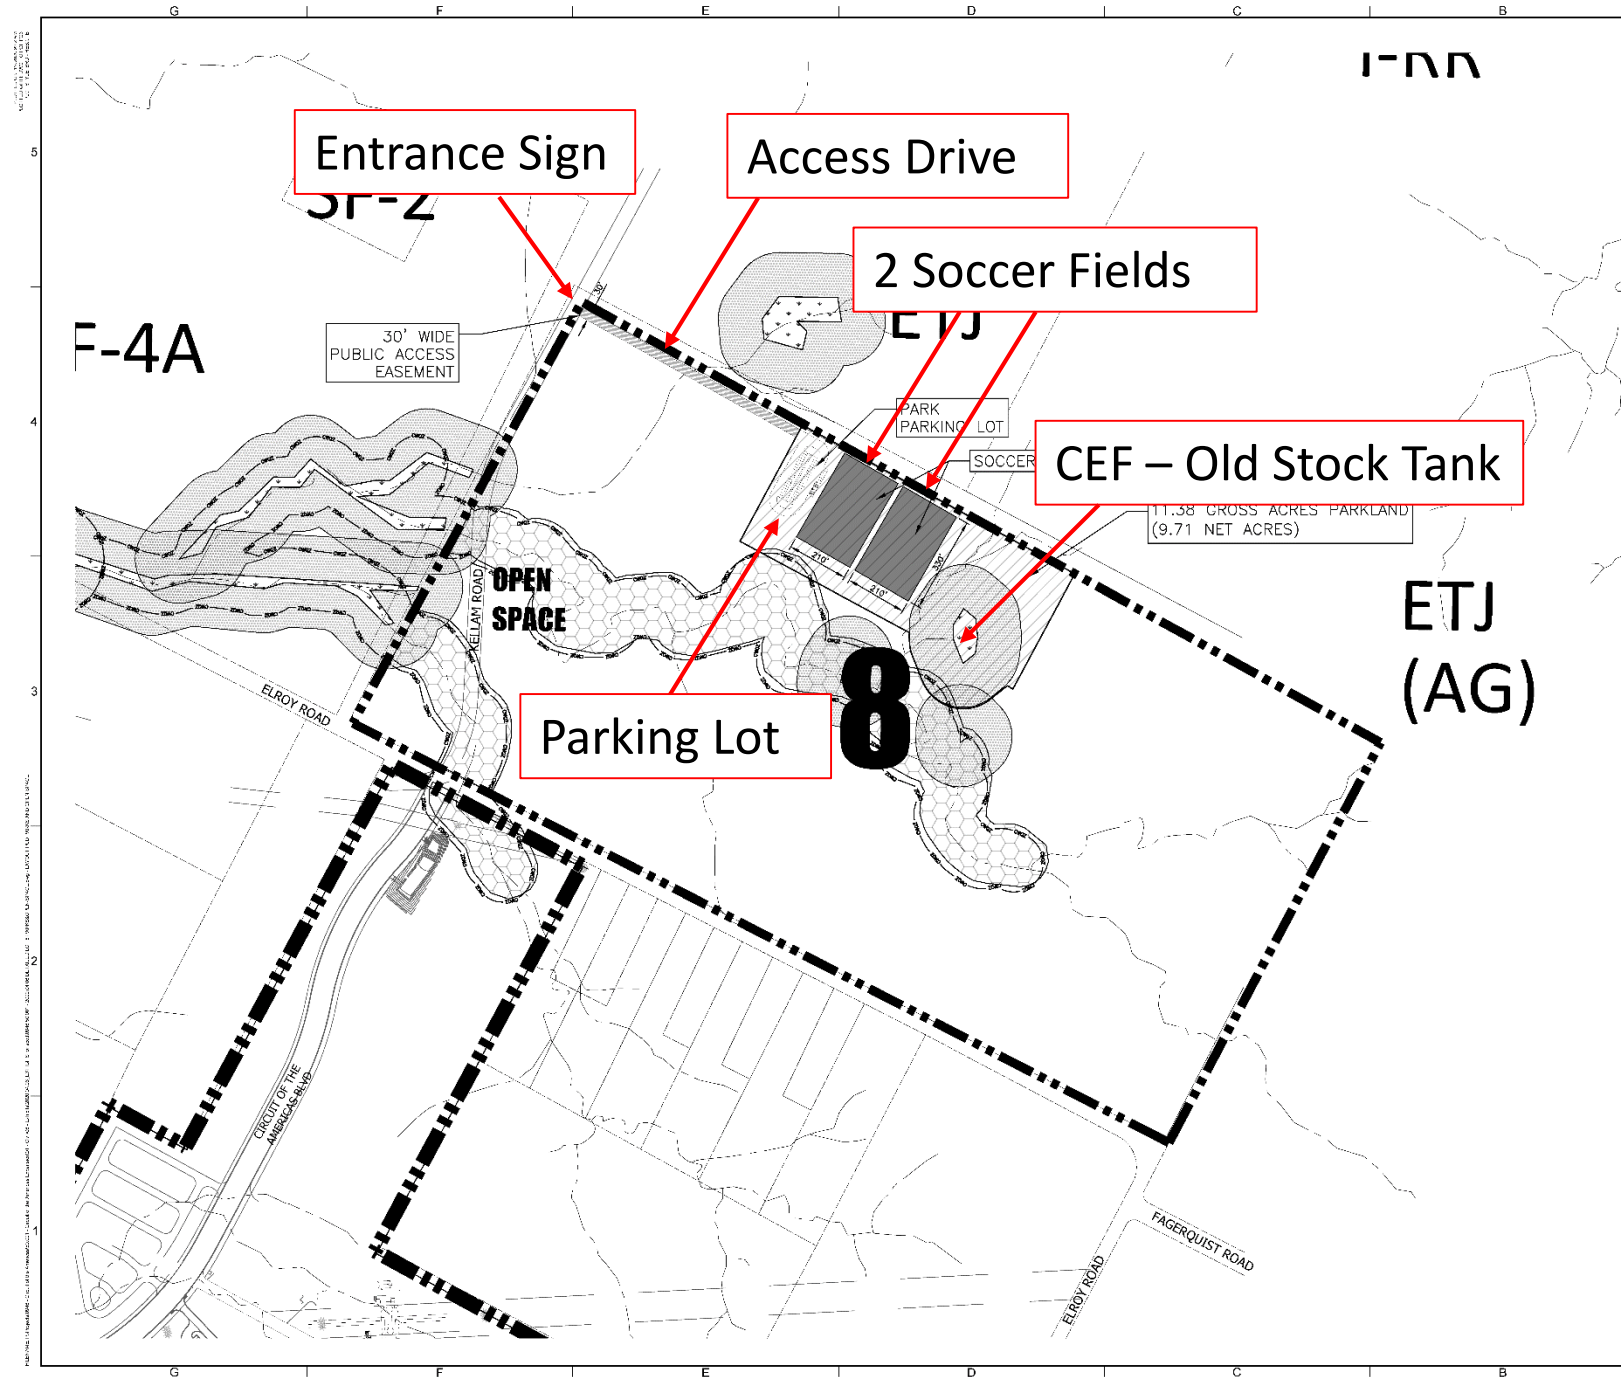 G F E D C B
5
Entrance Sign
Access Drive
2 Soccer Fields
SF-2
ETJ
F-4A
30' WIDE
PUBLIC ACCESS
EASEMENT
30'
4
PARK
PARKING LOT
SOCCER
CEF – Old Stock Tank
11.38 GROSS ACRES PARKLAND
(9.71 NET ACRES)
210'
210'
330'
OPEN
SPACE
KELLAM ROAD
ETJ
(AG)
8
3
ELROY ROAD
Parking Lot
2
CIRCUIT OF THE
AMERICAS BLVD
1
FAGERQUIST ROAD
ELROY ROAD
G F E D C B